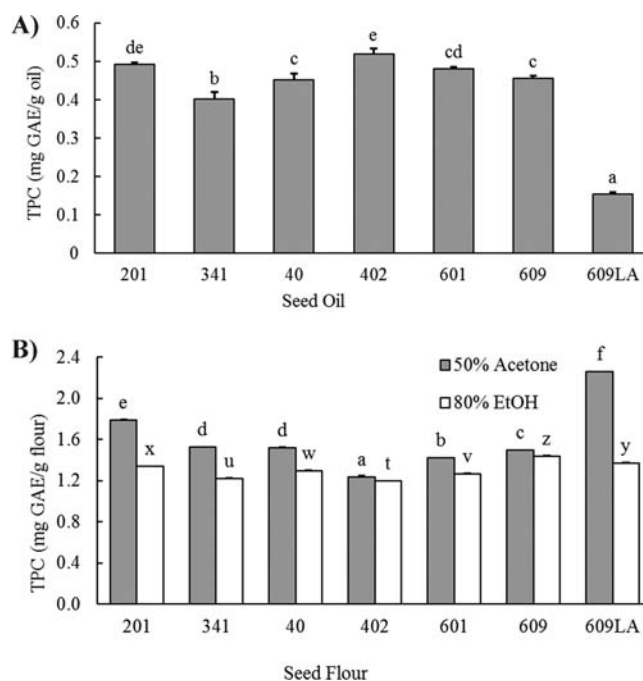 A)
TPC (mg GAE/g oil)
0.6
0.5
0.4
0.3
0.2
0.1
0
de b c e cd c a
201 341 40 402 601 609 609LA
Seed Oil
B)
TPC (mg GAE/g flour)
2.4
2.0
1.6
1.2
0.8
0.4
0.0
50% Acetone
80% EtOH
e x d u d w a t b v c z f y
201 341 40 402 601 609 609LA
Seed Flour